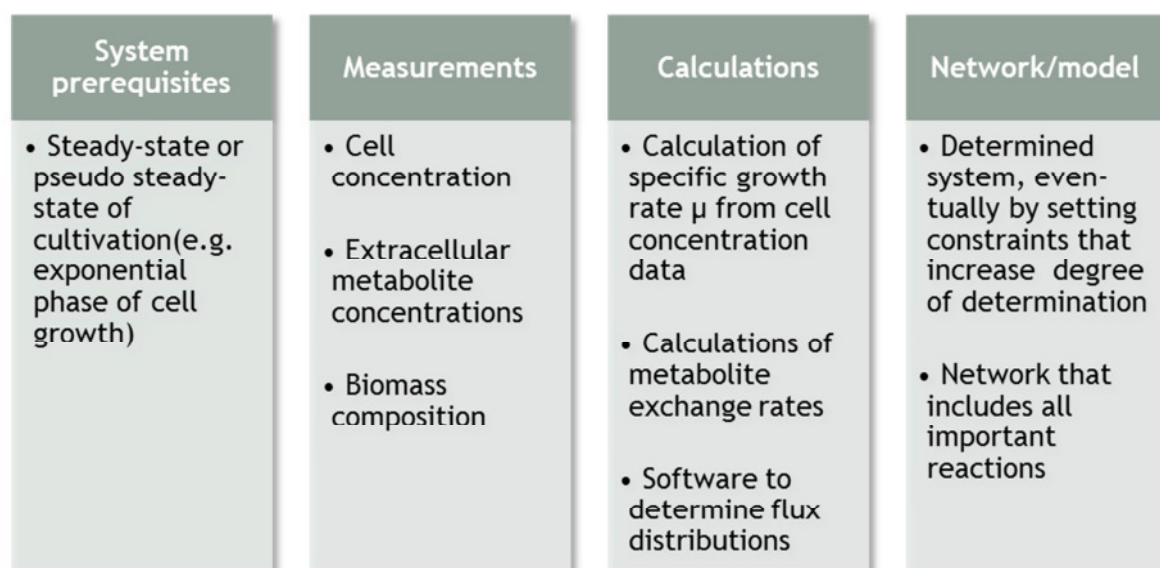 System
prerequisites
• Steady-state or
pseudo steady-
state of
cultivation(e.g.
exponential
phase of cell
growth)
Measurements
• Cell
concentration
• Extracellular
metabolite
concentrations
• Biomass
composition
Calculations
• Calculation of
specific growth
rate μ from cell
concentration
data
• Calculations of
metabolite
exchange rates
• Software to
determine flux
distributions
Network/model
• Determined
system, even-
tually by setting
constraints that
increase degree
of determination
• Network that
includes all
important
reactions